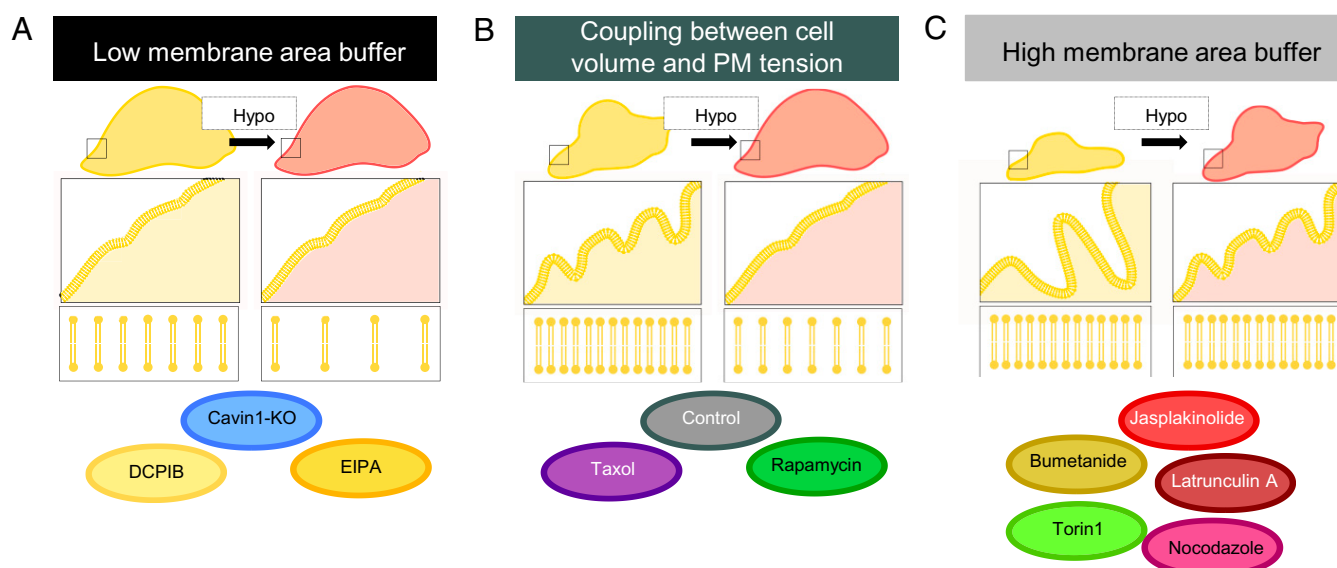 A
Low membrane area buffer
Hypo
Cavin1-KO
DCPIB
EIPA
B
Coupling between cell
volume and PM tension
Hypo
Control
Taxol
Rapamycin
C
High membrane area buffer
Hypo
Jasplakinolide
Bumetanide
Latrunculin A
Torin1
Nocodazole